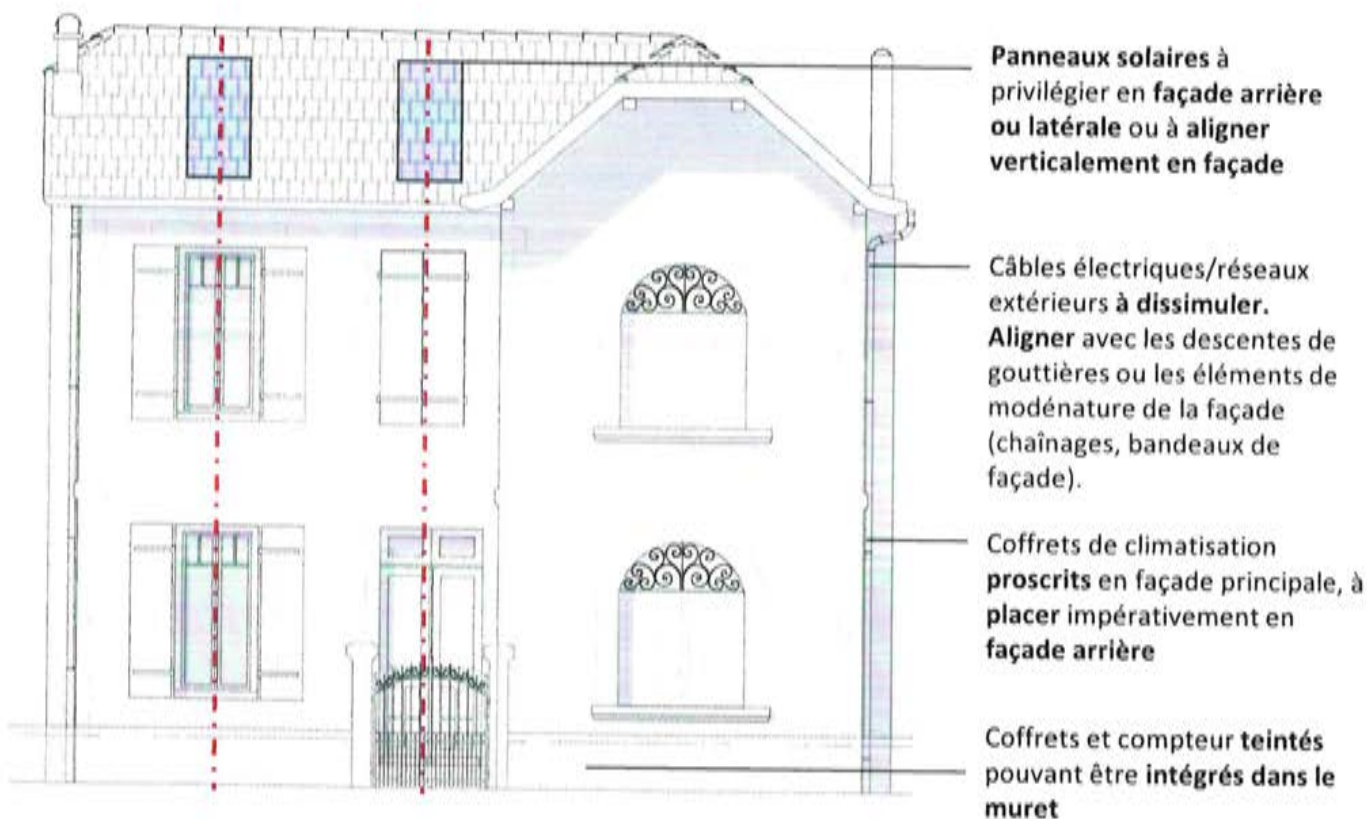 Panneaux solaires à
privilégier en façade arrière
ou latérale ou à aligner
verticalement en façade
Câbles électriques/réseaux
extérieurs à dissimuler.
Aligner avec les descentes de
gouttières ou les éléments de
modénature de la façade
(chaînages, bandeaux de
façade).
Coffrets de climatisation
proscrits en façade principale, à
placer impérativement en
façade arrière
Coffrets et compteur teintés
pouvant être intégrés dans le
muret